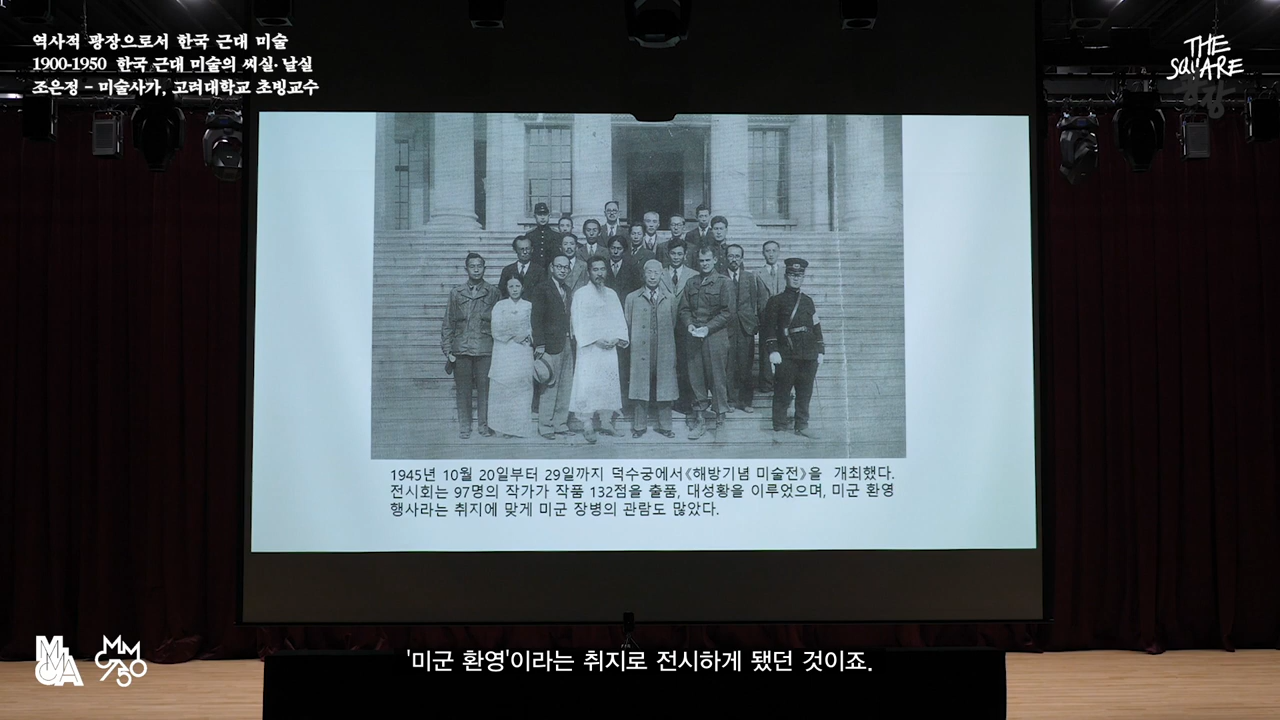 역사적 광장으로서 한국 근대 미술
1900-1950 한국 근대 미술의 씨실·날실
조은정 – 미술사가, 고려대학교 초빙교수
THE
SQUARE
광장
1945년 10월 20일부터 29일까지 덕수궁에서《해방기념 미술전》을 개최했다.
전시회는 97명의 작가가 작품 132점을 출품, 대성황을 이루었으며, 미군 환영
행사라는 취지에 맞게 미군 장병의 관람도 많았다.
MMCA
MMCA50
'미군 환영'이라는 취지로 전시하게 됐던 것이죠.